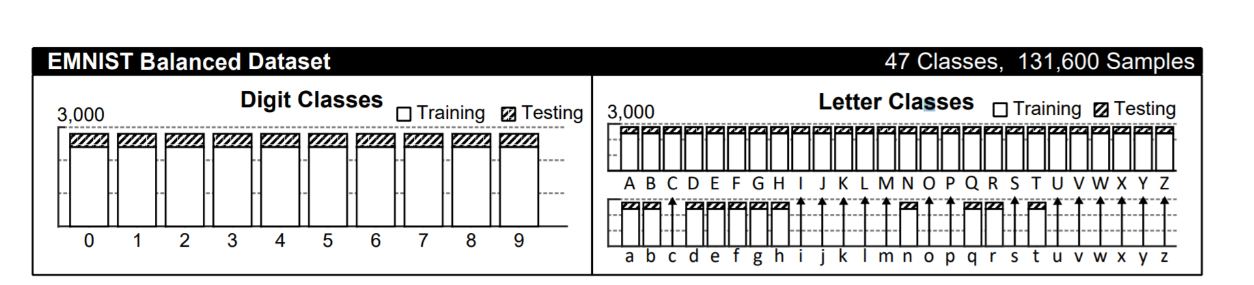 EMNIST Balanced Dataset 47 Classes, 131,600 Samples
Digit Classes
3,000 Training Testing
0 1 2 3 4 5 6 7 8 9
Letter Classes
3,000 Training Testing
A B C D E F G H I J K L M N O P Q R S T U V W X Y Z
a b c d e f g h i j k l m n o p q r s t u v w x y z